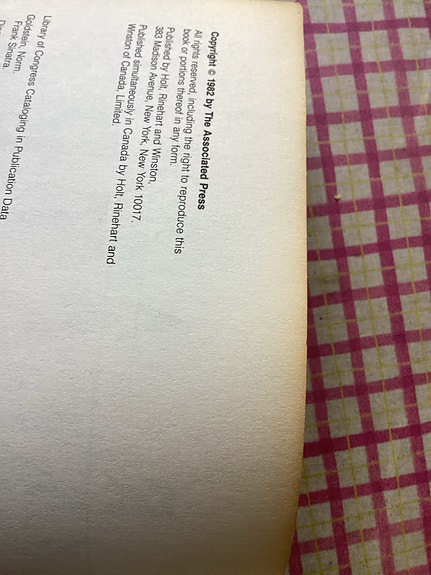 Copyright © 1982 by The Associated Press
All rights reserved, including the right to reproduce this
book or portions thereof in any form.
Published by Holt, Rinehart and Winston,
383 Madison Avenue, New York, New York 10017.
Published simultaneously in Canada by Holt, Rinehart and
Winston of Canada, Limited.
Library of Congress Cataloging in Publication Data
Goldstein, Norm.
Frank Sinatra.